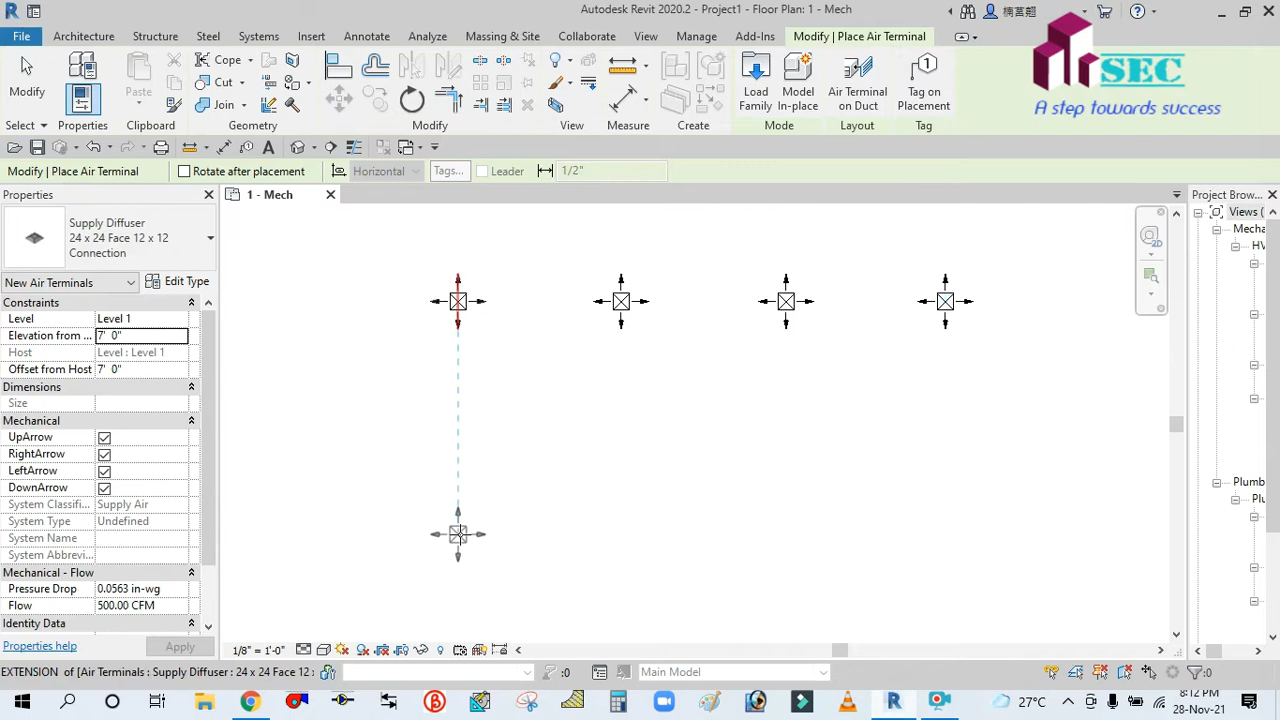 Autodesk Revit 2020.2 - Project1 - Floor Plan: 1 - Mech
楠茗翹
File Architecture Structure Steel Systems Insert Annotate Analyze Massing & Site Collaborate View Manage Add-Ins Modify | Place Air Terminal
SEC
A step towards success
Modify
Select
Properties
Paste
Clipboard
Cope
Cut
Join
Geometry
Modify
View
Measure
Create
Load Family
Model In-place
Mode
Air Terminal on Duct
Layout
Tag on Placement
Tag
Modify | Place Air Terminal
Rotate after placement
Horizontal
Tags...
Leader
1/2"
Properties
1 - Mech
Project Brow...
Supply Diffuser
24 x 24 Face 12 x 12
Connection
New Air Terminals
Edit Type
Constraints
Level Level 1
Elevation from ... 7' 0"
Host Level : Level 1
Offset from Host 7' 0"
Dimensions
Size
Mechanical
UpArrow
RightArrow
LeftArrow
DownArrow
System Classifi... Supply Air
System Type Undefined
System Name
System Abbrevi...
Mechanical - Flow
Pressure Drop 0.0563 in-wg
Flow 500.00 CFM
Identity Data
Properties help
Apply
Views (
Mecha
HV
Plumb
Plu
2D
1/8" = 1'-0"
EXTENSION of [Air Terminals : Supply Diffuser : 24 x 24 Face 12 :
:0
Main Model
:0
27°C
8:12 PM
28-Nov-21